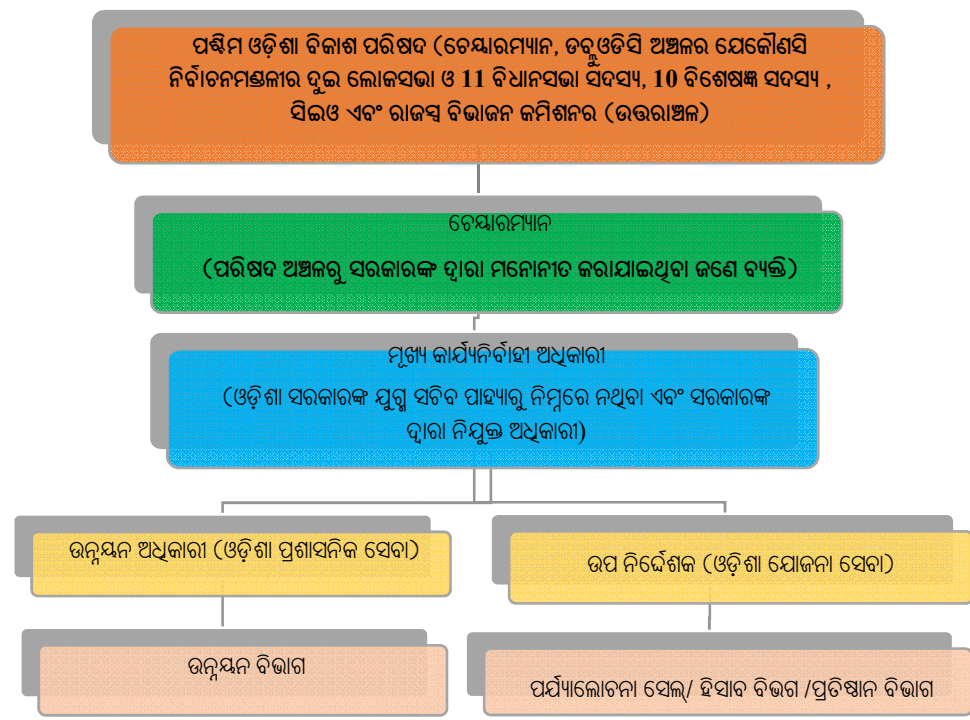 ପଶ୍ଚିମ ଓଡ଼ିଶା ବିକାଶ ପରିଷଦ (ଚେୟାରମ୍ୟାନ, ଡବ୍ଲୁଓଡିସି ଅଞ୍ଚଳର ଯେକୌଣସି
ନିର୍ବାଚନମଣ୍ଡଳୀର ଦୁଇ ଲୋକସଭା ଓ 11 ବିଧାନସଭା ସଦସ୍ୟ, 10 ବିଶେଷଜ୍ଞ ସଦସ୍ୟ ,
ସିଇଓ ଏବଂ ରାଜସ୍ୱ ବିଭାଜନ କମିଶନର (ଉତ୍ତରାଞ୍ଚଳ)
ଚେୟାରମ୍ୟାନ
(ପରିଷଦ ଅଞ୍ଚଳରୁ ସରକାରଙ୍କ ଦ୍ୱାରା ମନୋନୀତ କରାଯାଇଥିବା ଜଣେ ବ୍ୟକ୍ତି)
ମୂଖ୍ୟ କାର୍ଯ୍ୟନିର୍ବାହୀ ଅଧିକାରୀ
(ଓଡ଼ିଶା ସରକାରଙ୍କ ଯୁଗ୍ମ ସଚିବ ପାହ୍ୟାରୁ ନିମ୍ନରେ ନଥିବା ଏବଂ ସରକାରଙ୍କ
ଦ୍ୱାରା ନିଯୁକ୍ତ ଅଧିକାରୀ)
ଉନ୍ନୟନ ଅଧିକାରୀ (ଓଡ଼ିଶା ପ୍ରଶାସନିକ ସେବା)
ଉପ ନିର୍ଦ୍ଦେଶକ (ଓଡ଼ିଶା ଯୋଜନା ସେବା)
ଉନ୍ନୟନ ବିଭାଗ
ପର୍ଯ୍ୟାଲୋଚନା ସେଲ୍/ ହିସାବ ବିଭଗ /ପ୍ରତିଷ୍ଠାନ ବିଭାଗ